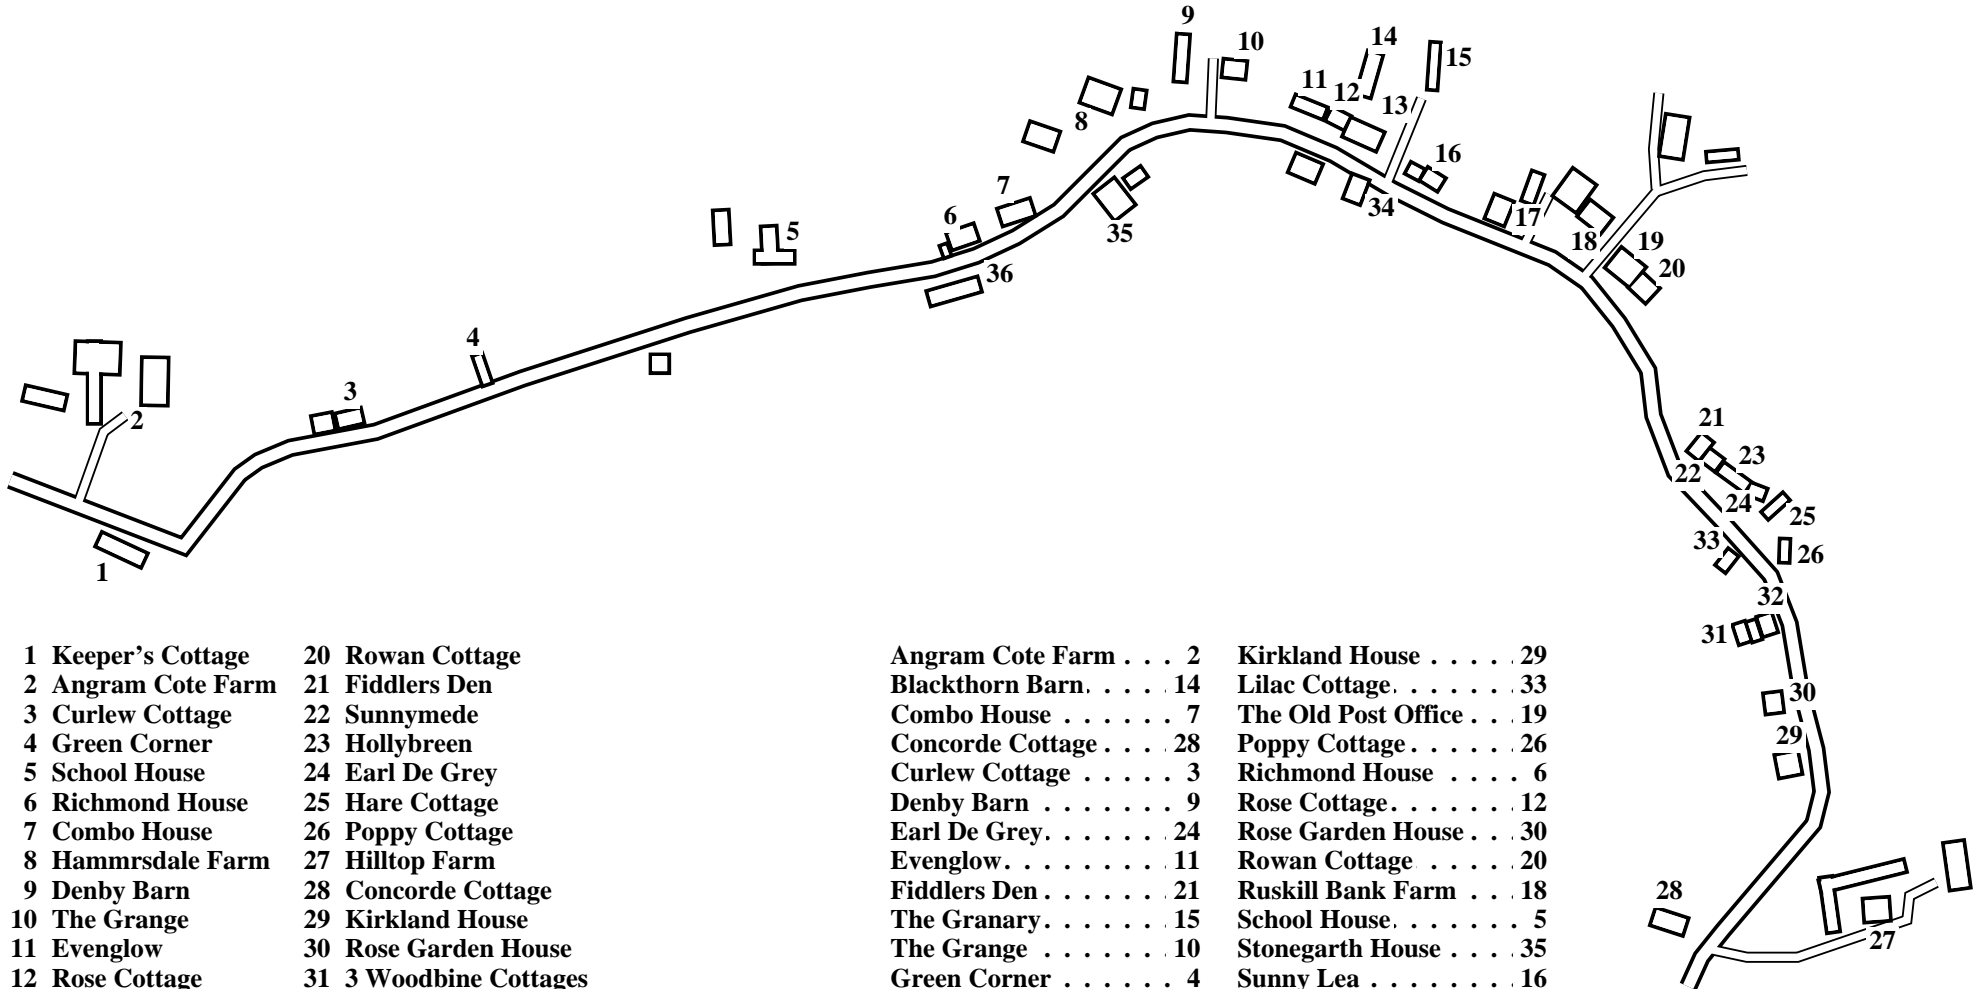 9
10
14
15
11
12
13
8
16
7
34
17
6
35
5
18
19
20
36
4
3
2
21
23
22
24
25
33
26
1
32
31
30
29
28
27
1 Keeper's Cottage
2 Angram Cote Farm
3 Curlew Cottage
4 Green Corner
5 School House
6 Richmond House
7 Combo House
8 Hammrsdale Farm
9 Denby Barn
10 The Grange
11 Evenglow
12 Rose Cottage
20 Rowan Cottage
21 Fiddlers Den
22 Sunnymede
23 Hollybreen
24 Earl De Grey
25 Hare Cottage
26 Poppy Cottage
27 Hilltop Farm
28 Concorde Cottage
29 Kirkland House
30 Rose Garden House
31 3 Woodbine Cottages
Angram Cote Farm . . . 2
Blackthorn Barn . . . . . 14
Combo House . . . . . . 7
Concorde Cottage . . . . 28
Curlew Cottage . . . . . 3
Denby Barn . . . . . . . 9
Earl De Grey . . . . . . . 24
Evenglow . . . . . . . . . 11
Fiddlers Den . . . . . . . 21
The Granary . . . . . . . 15
The Grange . . . . . . . 10
Green Corner . . . . . . 4
Kirkland House . . . . . 29
Lilac Cottage . . . . . . . 33
The Old Post Office . . . 19
Poppy Cottage . . . . . . 26
Richmond House . . . . 6
Rose Cottage . . . . . . . 12
Rose Garden House . . . 30
Rowan Cottage . . . . . 20
Ruskill Bank Farm . . . 18
School House . . . . . . . 5
Stonegarth House . . . . 35
Sunny Lea . . . . . . . . 16